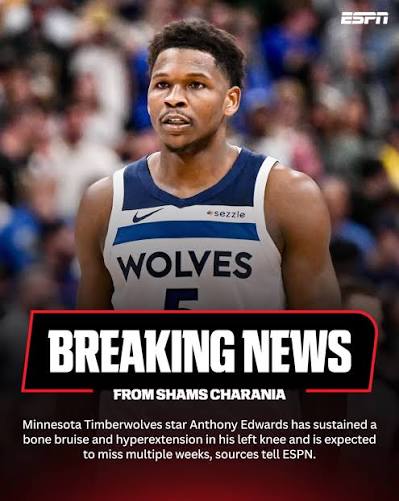 ESPN
sezzle
WOLVES
5
BREAKING NEWS
FROM SHAMS CHARANIA
Minnesota Timberwolves star Anthony Edwards has sustained a
bone bruise and hyperextension in his left knee and is expected
to miss multiple weeks, sources tell ESPN.